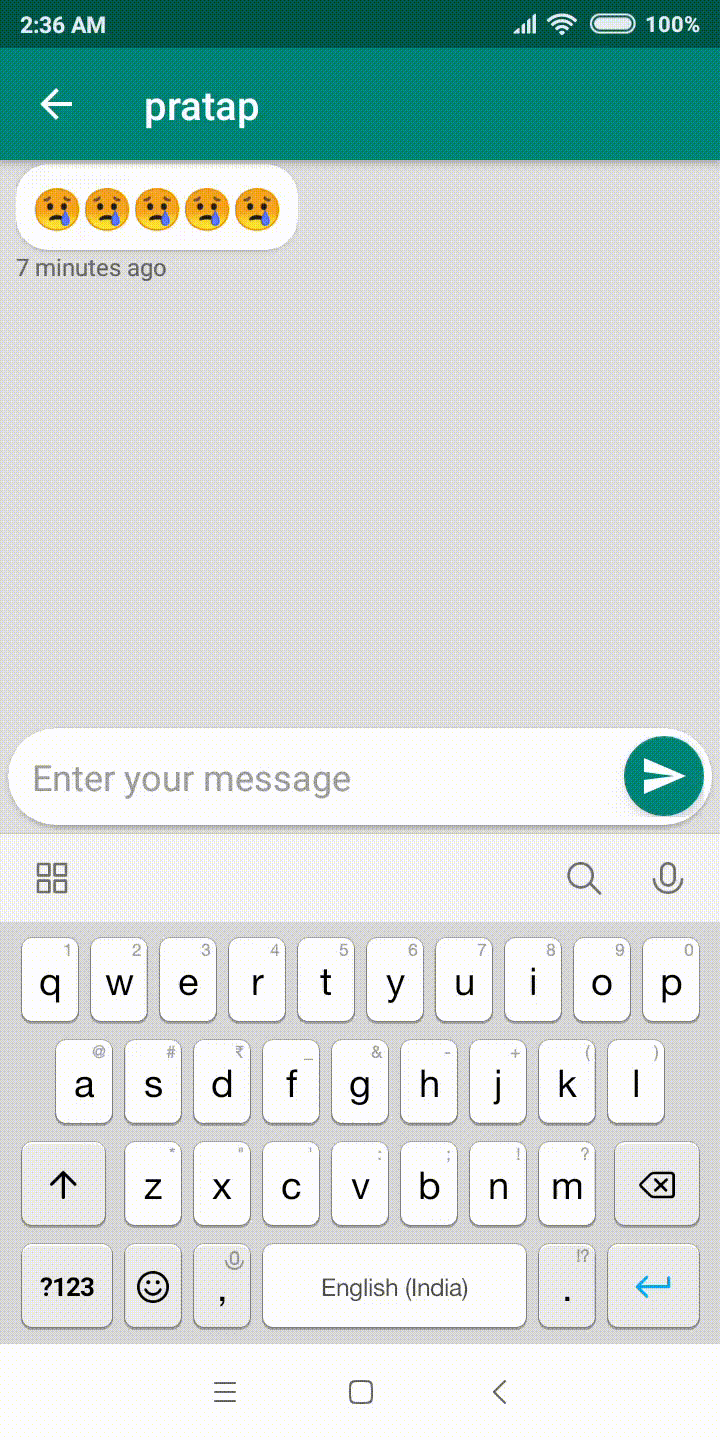 2:36 AM 100%
pratap
😢😢😢😢😢
7 minutes ago
Enter your message
1 2 3 4 5 6 7 8 9 0
q w e r t y u i o p
@ # ₹ _ & - + ( )
a s d f g h j k l
* " ' : ; ! ?
z x c v b n m
!?
?123 , English (India) .